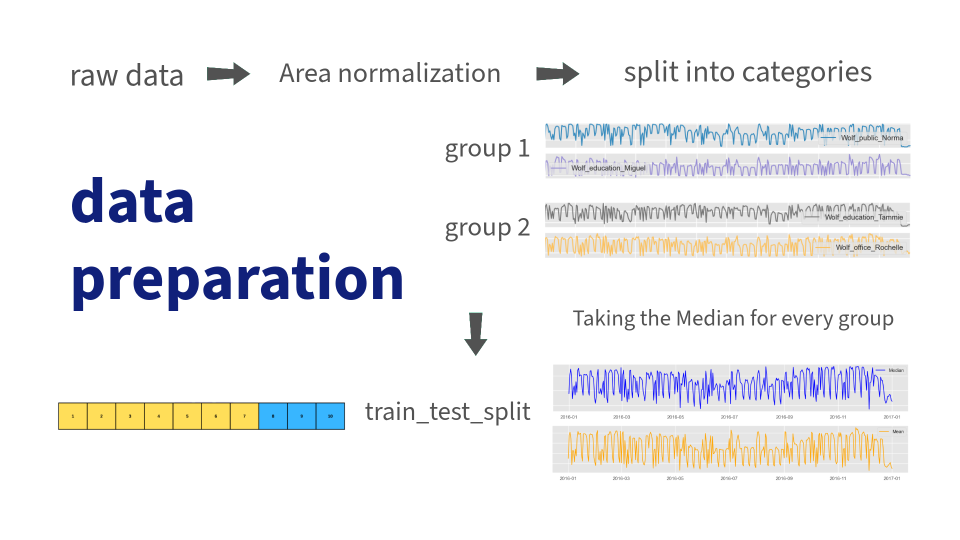 raw data
Area normalization
split into categories
group 1
Wolf_public_Norma
Wolf_education_Miguel
data
preparation
group 2
Wolf_education_Tammie
Wolf_office_Rochelle
Taking the Median for every group
Median
2016-01 2016-03 2016-05 2016-07 2016-09 2016-11 2017-01
1 2 3 4 5 6 7 8 9 10
train_test_split
Mean
2016-01 2016-03 2016-05 2016-07 2016-09 2016-11 2017-01